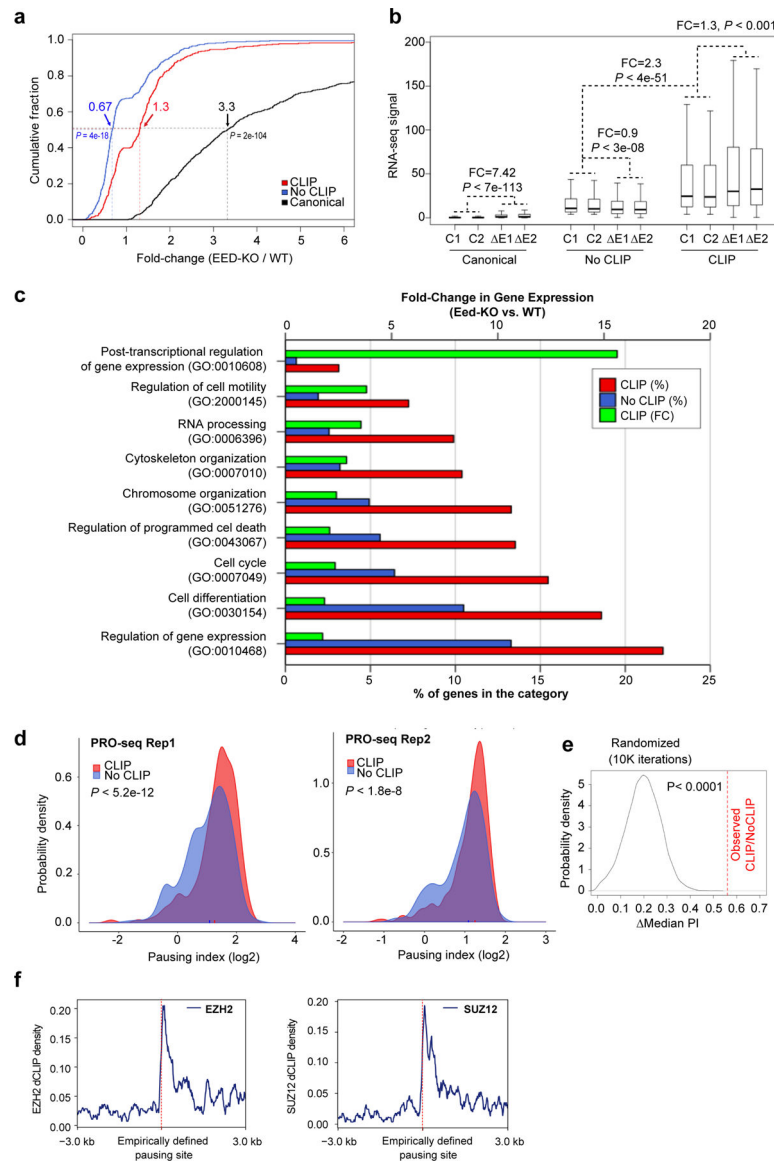 a
1.0
0.8
0.6
0.4
0.2
0.0
Cumulative fraction
0.67
1.3
3.3
P = 4e-18
P = 2e-104
CLIP
No CLIP
Canonical
0 1 2 3 4 5 6
Fold-change (EED-KO / WT)
b
FC=1.3, P < 0.001
200
150
100
50
0
RNA-seq signal
FC=2.3
P < 4e-51
FC=0.9
P < 3e-08
FC=7.42
P < 7e-113
C1 C2 ΔE1 ΔE2 C1 C2 ΔE1 ΔE2 C1 C2 ΔE1 ΔE2
Canonical No CLIP CLIP
c
Fold-Change in Gene Expression
(Eed-KO vs. WT)
0 5 10 15 20
Post-transcriptional regulation
of gene expression (GO:0010608)
Regulation of cell motility
(GO:2000145)
RNA processing
(GO:0006396)
Cytoskeleton organization
(GO:0007010)
Chromosome organization
(GO:0051276)
Regulation of programmed cel death
(GO:0043067)
Cell cycle
(GO:0007049)
Cell differentiation
(GO:0030154)
Regulation of gene expression
(GO:0010468)
CLIP (%)
No CLIP (%)
CLIP (FC)
0 5 10 15 20 25
% of genes in the category
d
PRO-seq Rep1
CLIP
No CLIP
P < 5.2e-12
0.6
0.4
0.2
0.0
Probability density
-2 0 2 4
Pausing index (log2)
PRO-seq Rep2
CLIP
No CLIP
P < 1.8e-8
1.0
0.5
0.0
-2 -1 0 1 2 3
Pausing index (log2)
e
Randomized
(10K iterations)
P< 0.0001
5
4
3
2
1
0
Probability density
Observed
CLIP/NoCLIP
0.0 0.2 0.4 0.6 0.7
ΔMedian PI
f
0.20
0.15
0.10
0.05
0.00
EZH2 dCLIP density
EZH2
−3.0 kb Empirically defined 3.0 kb
pausing site
0.20
0.15
0.10
0.05
0.00
SUZ12 dCLIP density
SUZ12
−3.0 kb Empirically defined 3.0 kb
pausing site